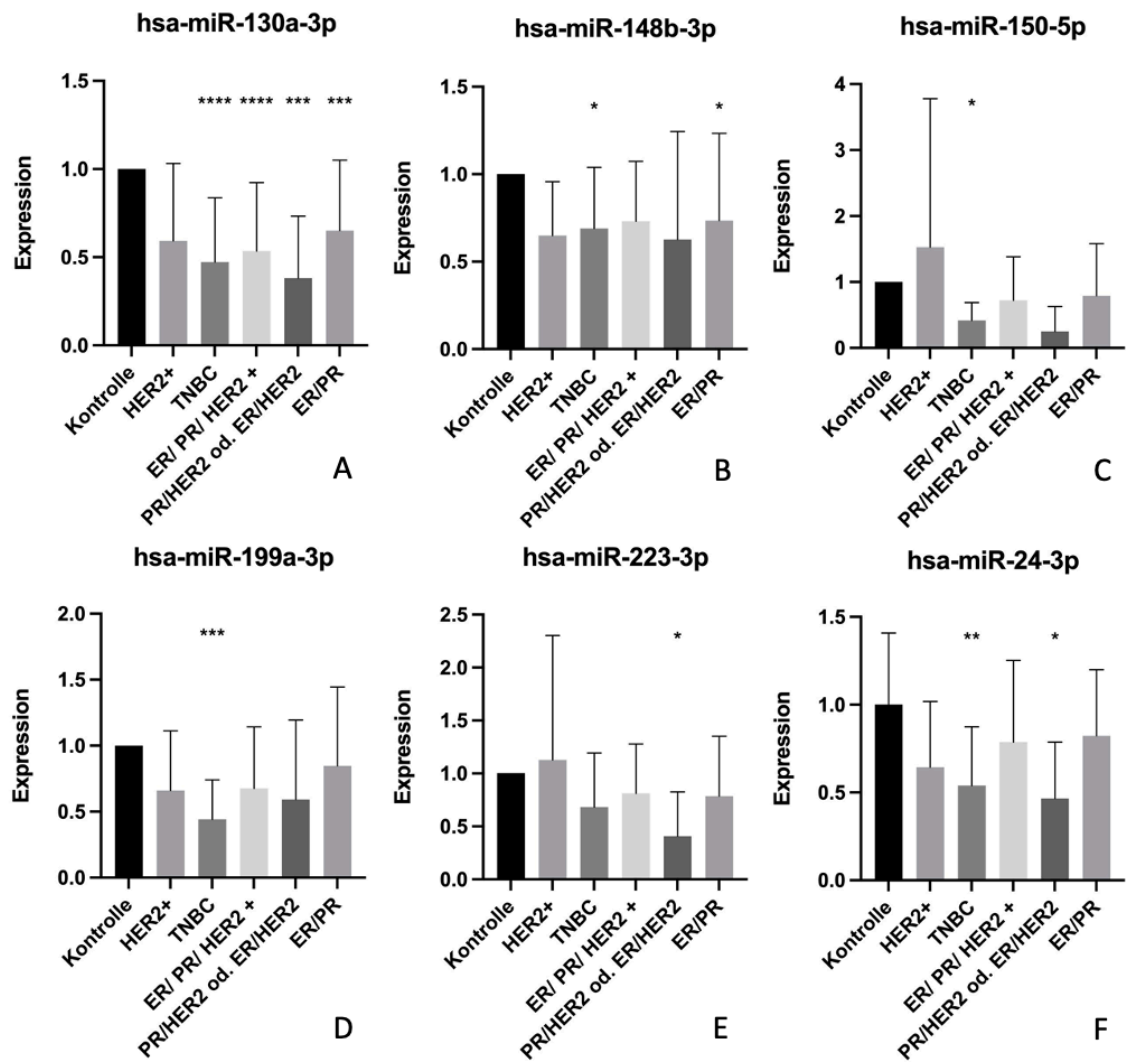 hsa-miR-130a-3p
Expression
1.5
1.0
0.5
0.0
**** **** *** ***
Kontrolle
HER2+
TNBC
ER/ PR/ HER2 +
PR/HER2 od. ER/HER2
ER/PR
A
hsa-miR-148b-3p
Expression
1.5
1.0
0.5
0.0
* *
Kontrolle
HER2+
TNBC
ER/ PR/ HER2 +
PR/HER2 od. ER/HER2
ER/PR
B
hsa-miR-150-5p
Expression
4
3
2
1
0
*
Kontrolle
HER2+
TNBC
ER/ PR/ HER2 +
PR/HER2 od. ER/HER2
ER/PR
C
hsa-miR-199a-3p
Expression
2.0
1.5
1.0
0.5
0.0
***
Kontrolle
HER2+
TNBC
ER/ PR/ HER2 +
PR/HER2 od. ER/HER2
ER/PR
D
hsa-miR-223-3p
Expression
2.5
2.0
1.5
1.0
0.5
0.0
*
Kontrolle
HER2+
TNBC
ER/ PR/ HER2 +
PR/HER2 od. ER/HER2
ER/PR
E
hsa-miR-24-3p
Expression
1.5
1.0
0.5
0.0
** *
Kontrolle
HER2+
TNBC
ER/ PR/ HER2 +
PR/HER2 od. ER/HER2
ER/PR
F